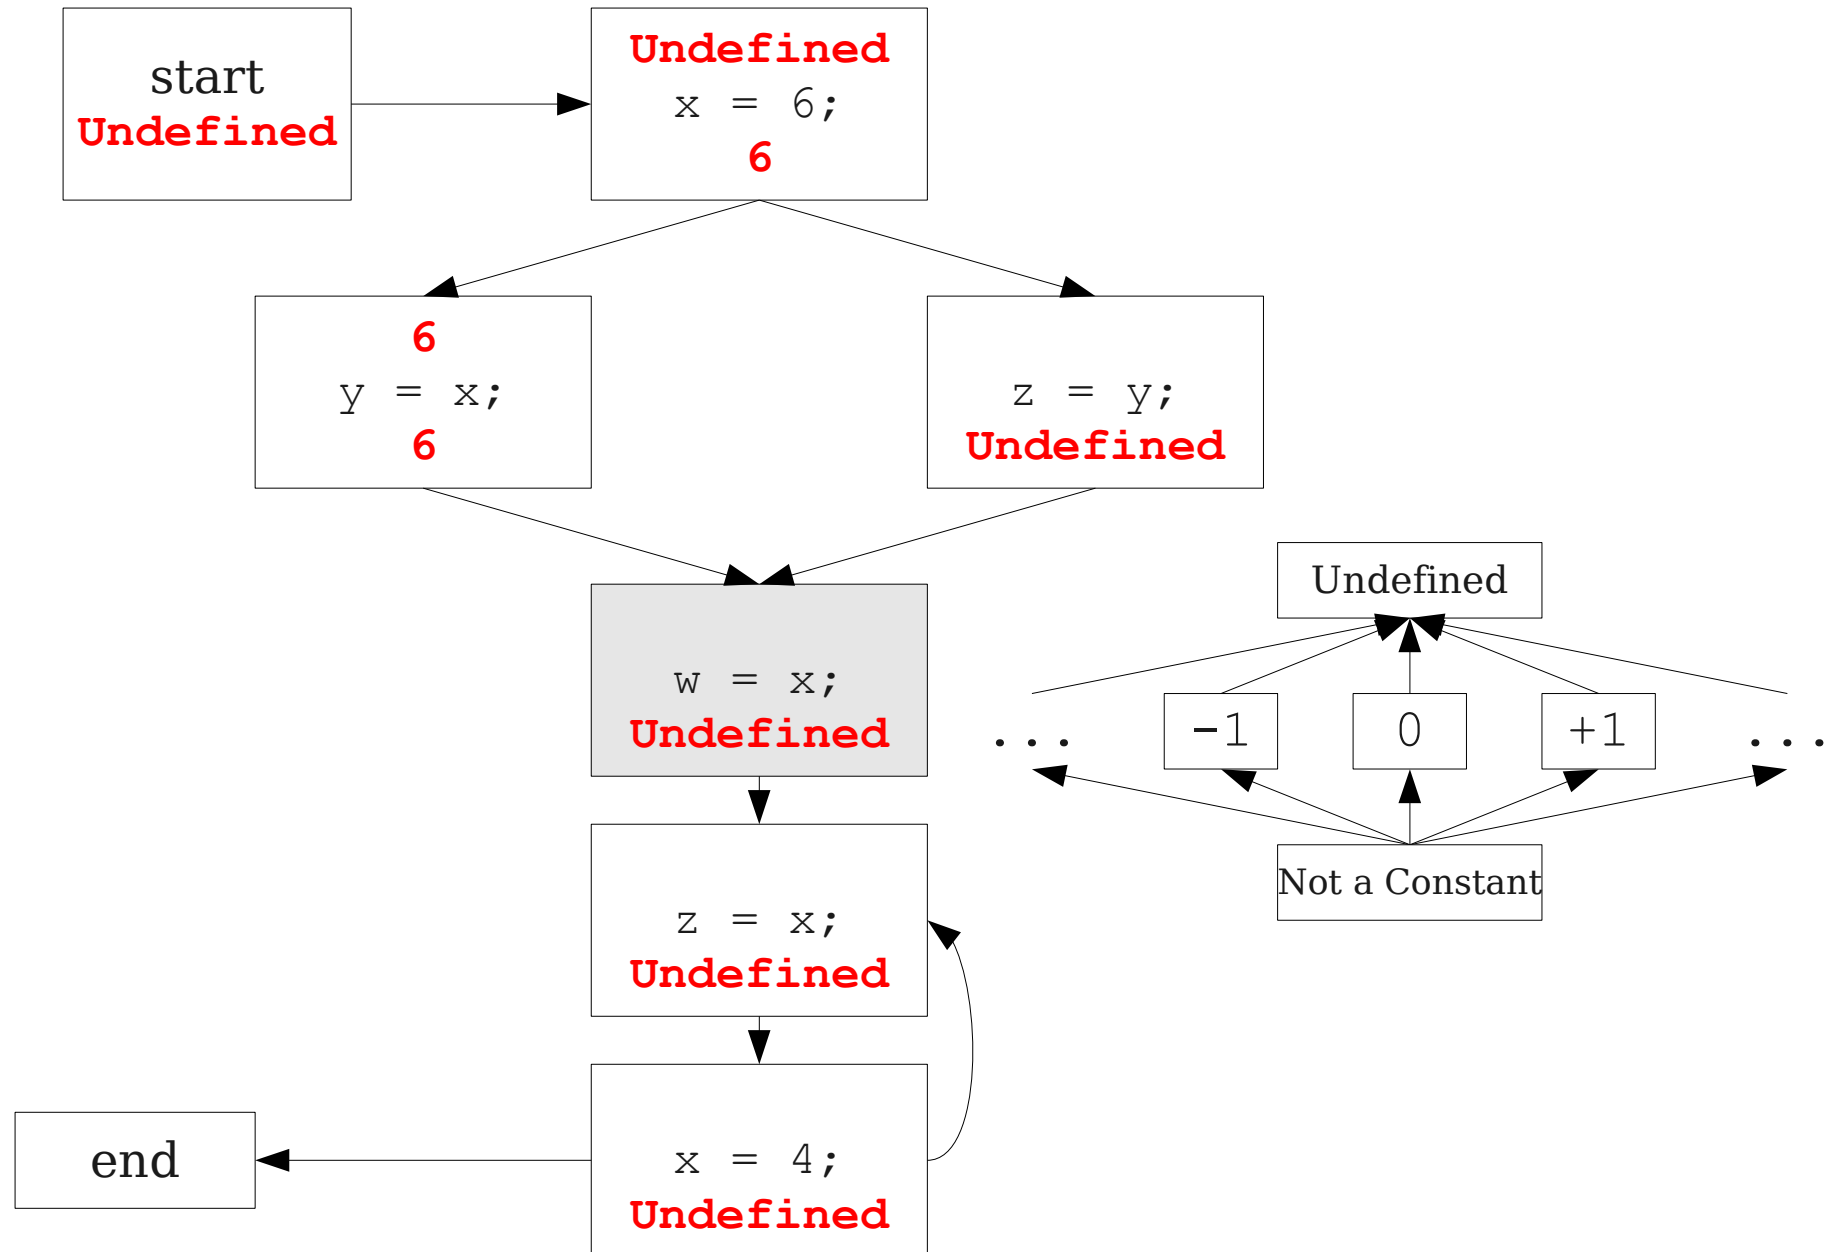 start
Undefined
Undefined
x = 6;
6
6
y = x;
6
z = y;
Undefined
w = x;
Undefined
z = x;
Undefined
x = 4;
Undefined
end
Undefined
... -1 0 +1 ...
Not a Constant